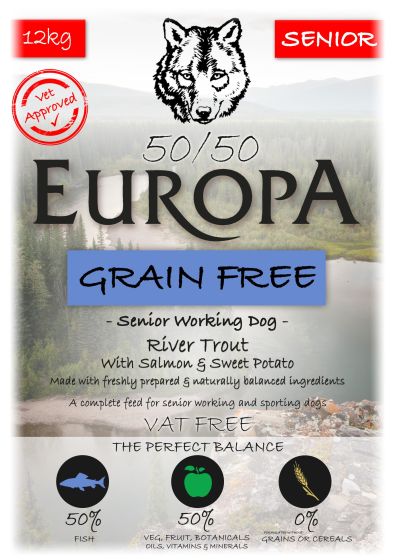 12kg
SENIOR
Vet
Approved
50/50
EUROPA
GRAIN FREE
- Senior Working Dog -
River Trout
With Salmon & Sweet Potato
Made with freshly prepared & naturally balanced ingredients
A complete feed for senior working and sporting dogs
VAT FREE
THE PERFECT BALANCE
50%
FISH
50%
VEG, FRUIT, BOTANICALS
OILS, VITAMINS & MINERALS
0%
GRAINS OR CEREALS